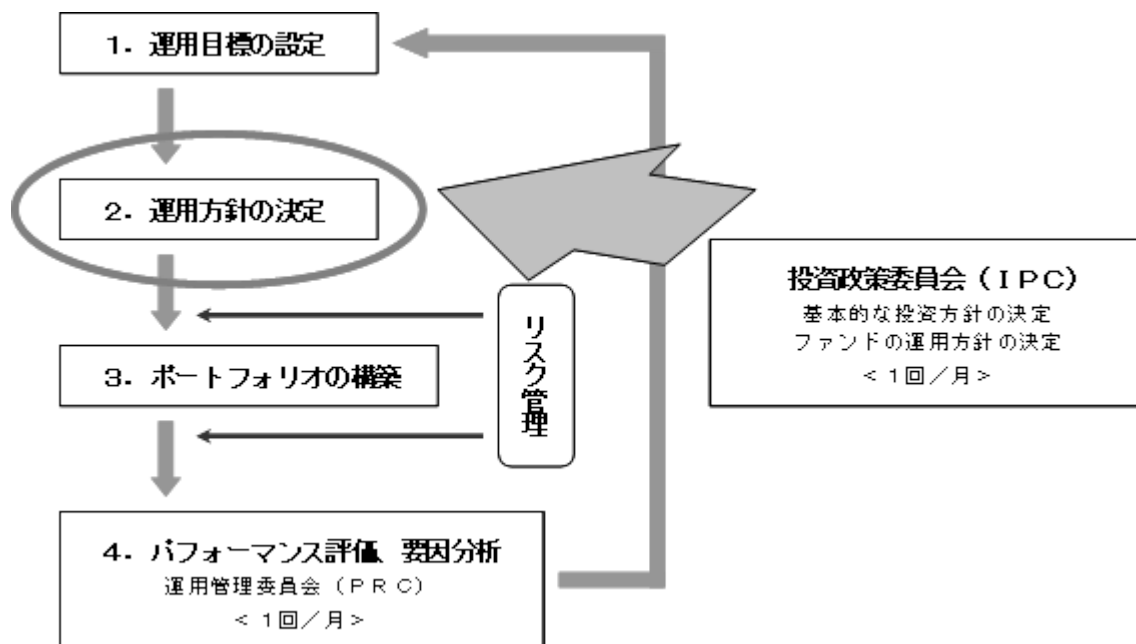 １．運用目標の設定
２．運用方針の決定
投資政策委員会（ＩＰＣ）
基本的な投資方針の決定
ファンドの運用方針の決定
＜１回／月＞
リスク管理
３．ポートフォリオの構築
４．パフォーマンス評価、要因分析
運用管理委員会（ＰＲＣ）
＜１回／月＞